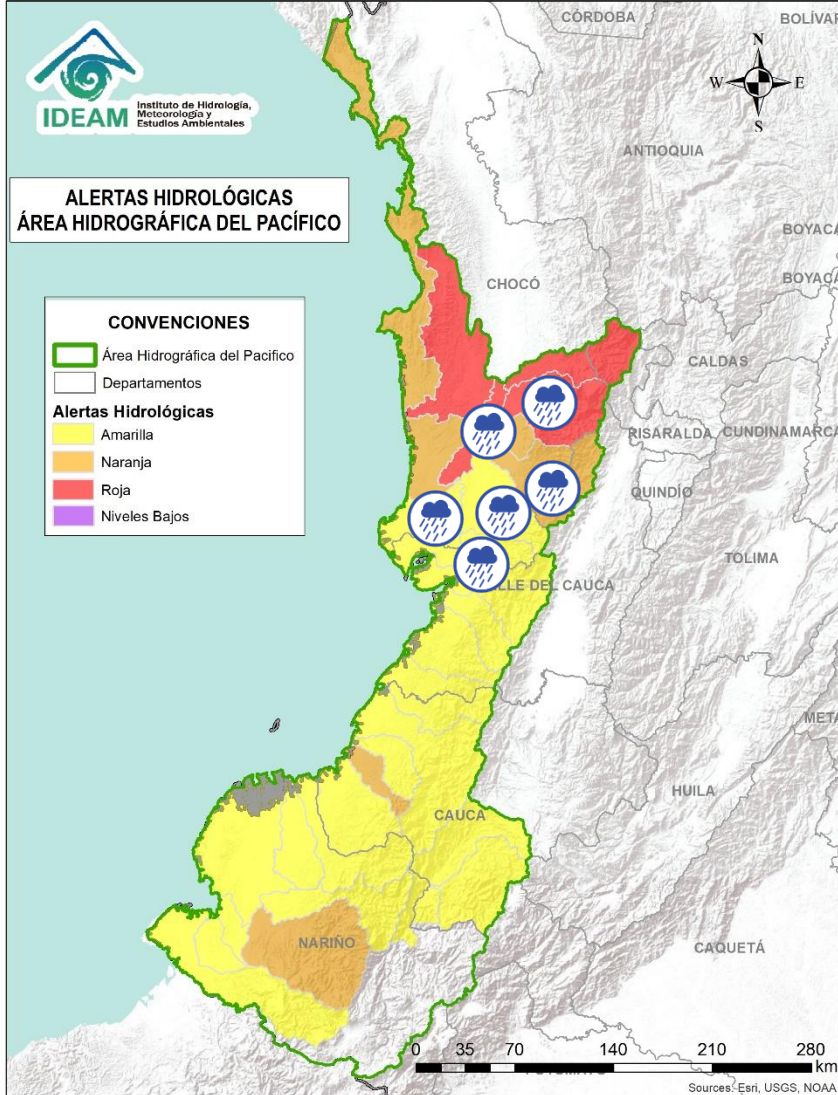 CÓRDOBA
BOLÍVAR
IDEAM
Instituto de Hidrología,
Meteorología y
Estudios Ambientales
N
W
E
S
ANTIOQUIA
ALERTAS HIDROLÓGICAS
ÁREA HIDROGRÁFICA DEL PACÍFICO
BOYACÁ
BOYACÁ
CHOCÓ
CONVENCIONES
Área Hidrográfica del Pacifico
Departamentos
Alertas Hidrológicas
Amarilla
Naranja
Roja
Niveles Bajos
CALDAS
RISARALDA
CUNDINAMARCA
QUINDÍO
TOLIMA
LLE DEL CAUCA
META
HUILA
CAUCA
NARIÑO
CAQUETÁ
0 35 70 140 210 280
km
Sources: Esri, USGS, NOAA